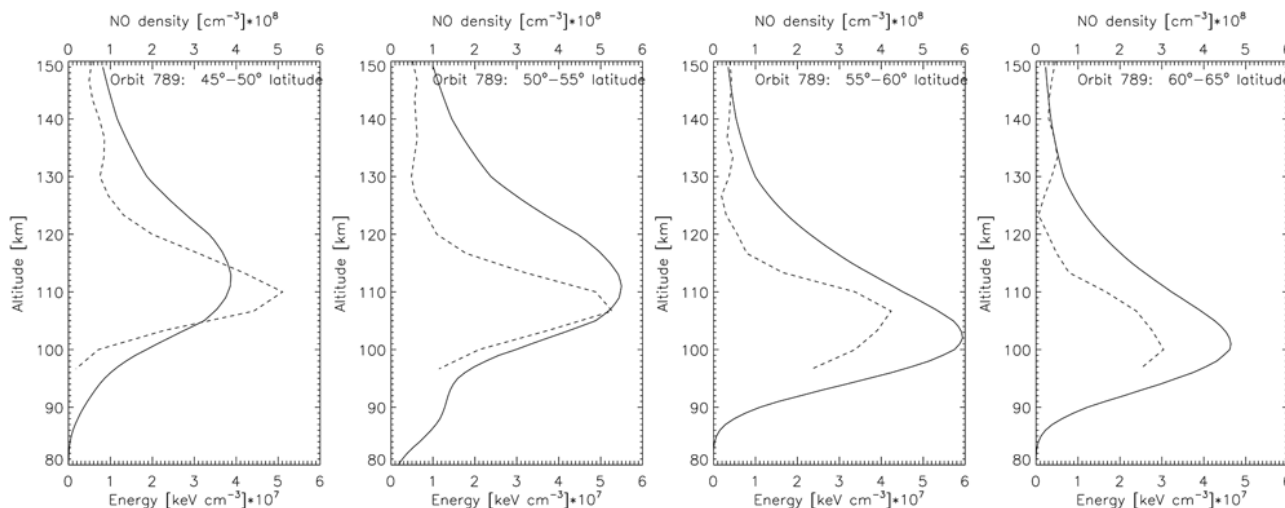 NO density [cm⁻³]*10⁸
0 1 2 3 4 5 6
Orbit 789: 45°−50° latitude
150
140
130
120
110
100
90
80
Altitude [km]
0 1 2 3 4 5 6
Energy [keV cm⁻³]*10⁷
NO density [cm⁻³]*10⁸
0 1 2 3 4 5 6
Orbit 789: 50°−55° latitude
150
140
130
120
110
100
90
80
Altitude [km]
0 1 2 3 4 5 6
Energy [keV cm⁻³]*10⁷
NO density [cm⁻³]*10⁸
0 1 2 3 4 5 6
Orbit 789: 55°−60° latitude
150
140
130
120
110
100
90
80
Altitude [km]
0 1 2 3 4 5 6
Energy [keV cm⁻³]*10⁷
NO density [cm⁻³]*10⁸
0 1 2 3 4 5 6
Orbit 789: 60°−65° latitude
150
140
130
120
110
100
90
80
Altitude [km]
0 1 2 3 4 5 6
Energy [keV cm⁻³]*10⁷